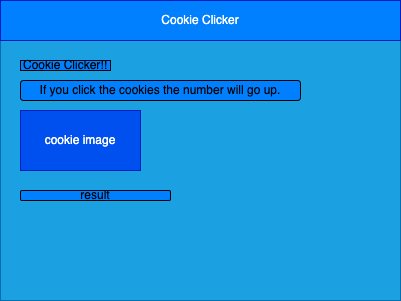 Cookie Clicker
Cookie Clicker!!
If you click the cookies the number will go up.
cookie image
result